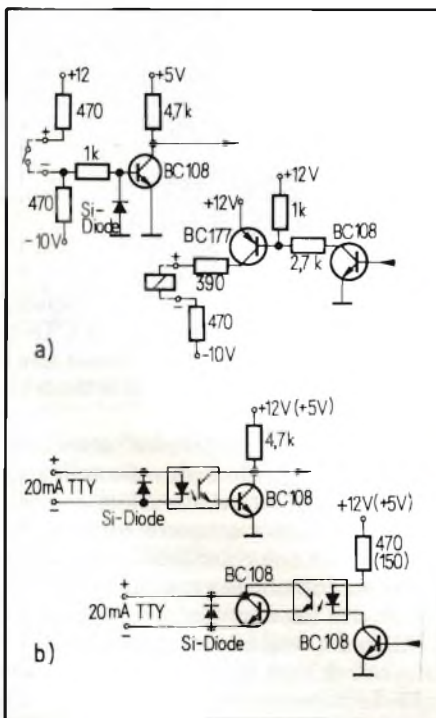 +12
+5V
470
4,7k
+
1k
−
BC108
470
Si-
Diode
−10V
+12V
+12V
1k
BC177
BC108
2,7 k
+
390
−
470
−10V
a)
+12V(+5V)
4,7k
+
20mA TTY
−
BC108
Si-Diode
+12V(+5V)
470
(150)
BC108
+
20mA TTY
−
BC108
Si-Diode
b)